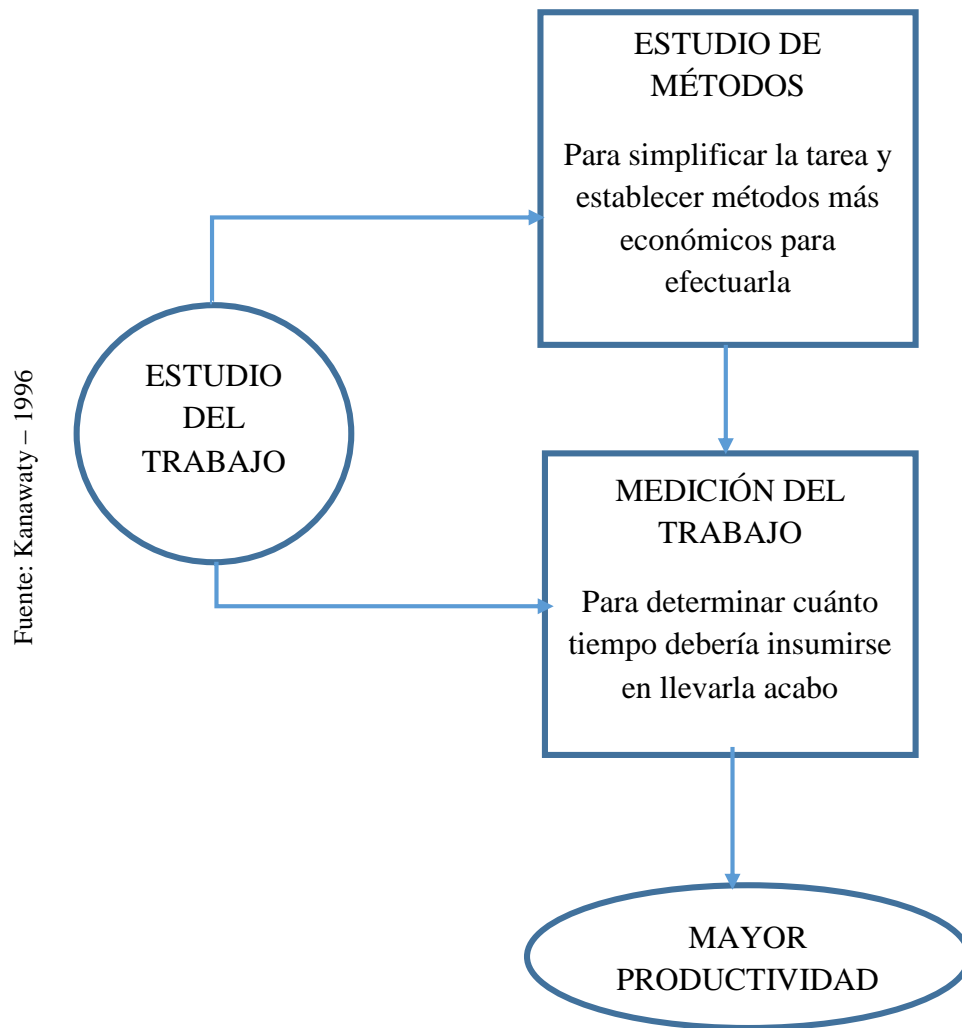 ESTUDIO DE
MÉTODOS
Para simplificar la tarea y
establecer métodos más
económicos para
efectuarla
ESTUDIO
DEL
TRABAJO
Fuente: Kanawaty – 1996
MEDICIÓN DEL
TRABAJO
Para determinar cuánto
tiempo debería insumirse
en llevarla acabo
MAYOR
PRODUCTIVIDAD